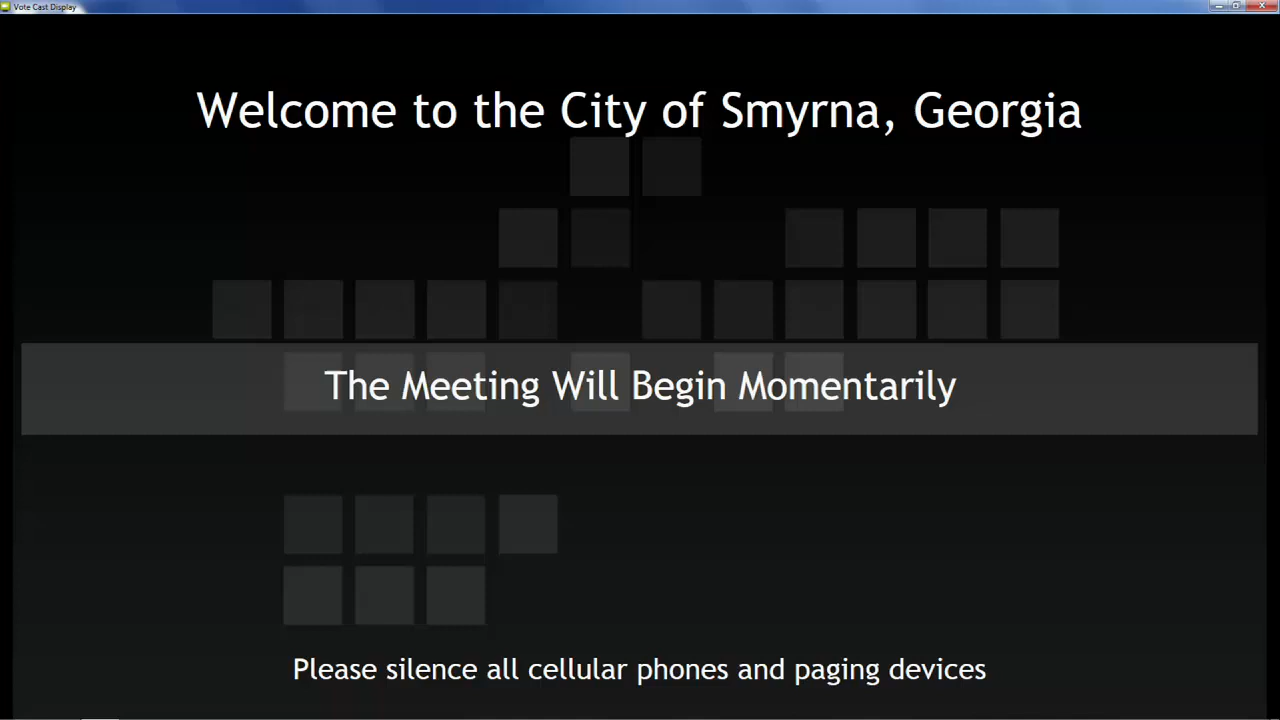 Vote Cast Display
Welcome to the City of Smyrna, Georgia
The Meeting Will Begin Momentarily
Please silence all cellular phones and paging devices